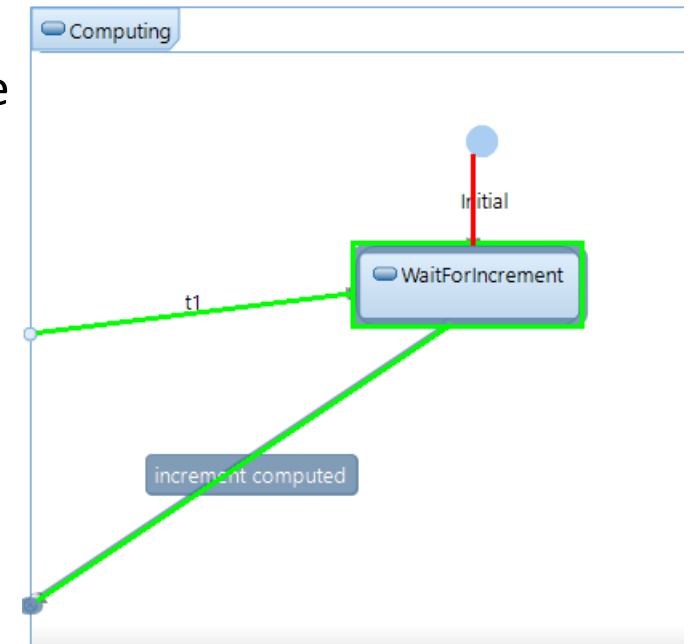 Computing
e
Initial
WaitForIncrement
t1
increment computed